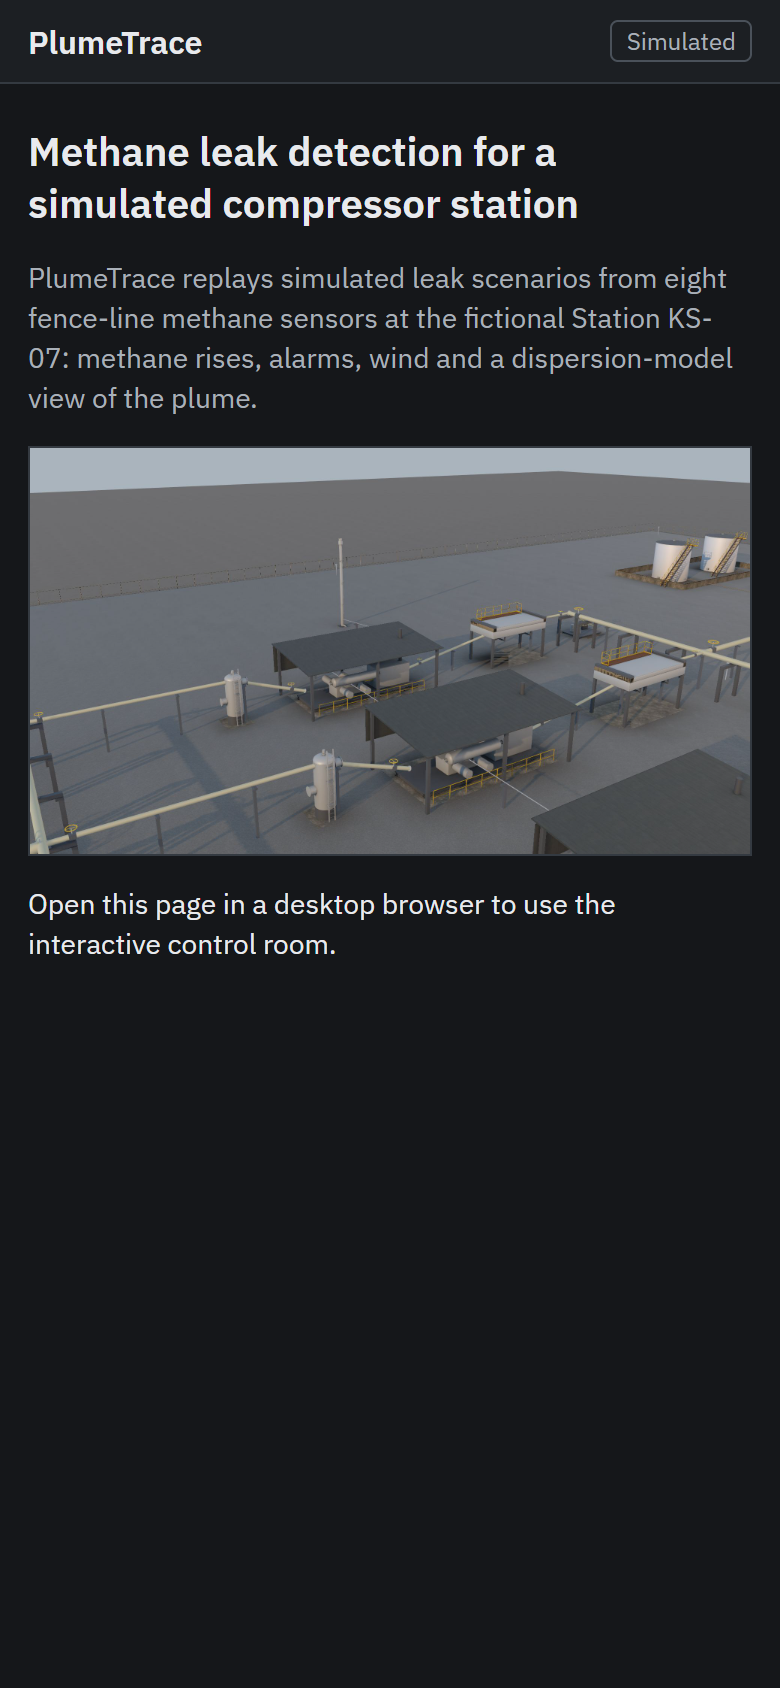 PlumeTrace
Simulated
Methane leak detection for a
simulated compressor station
PlumeTrace replays simulated leak scenarios from eight
fence-line methane sensors at the fictional Station KS-
07: methane rises, alarms, wind and a dispersion-model
view of the plume.
Open this page in a desktop browser to use the
interactive control room.